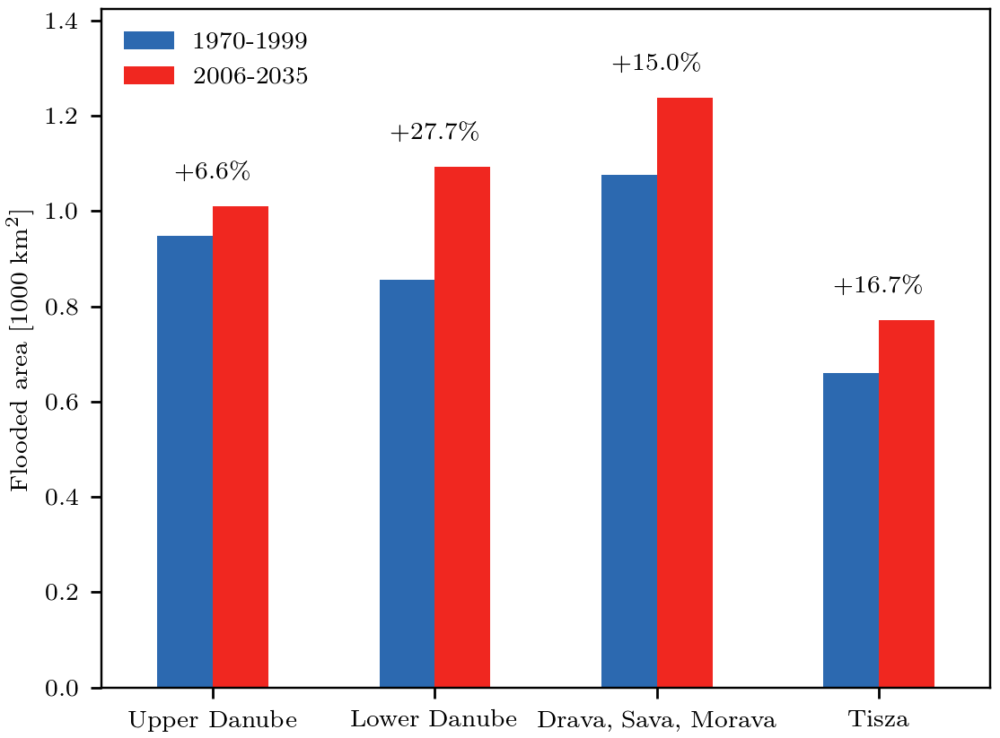 1970-1999
2006-2035
+6.6%
+27.7%
+15.0%
+16.7%
Flooded area [1000 km²]
1.4
1.2
1.0
0.8
0.6
0.4
0.2
0.0
Upper Danube
Lower Danube
Drava, Sava, Morava
Tisza